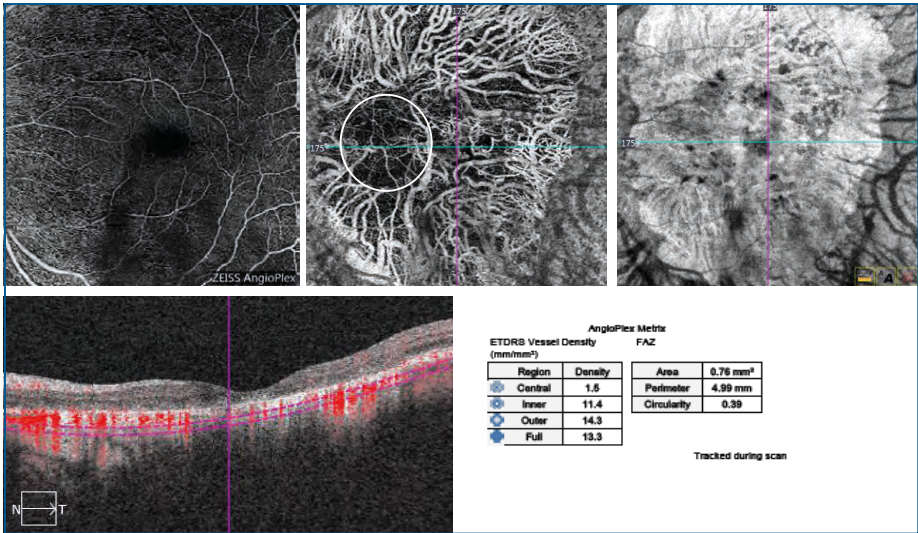 175
175
175
175
ZEISS AngioPlex
A
AngioPlex Metrix
ETDRS Vessel Density
(mm/mm²)
FAZ
Region Density
Central 1.5
Inner 11.4
Outer 14.3
Full 13.3
Area 0.76 mm²
Perimeter 4.99 mm
Circularity 0.39
Tracked during scan
N T